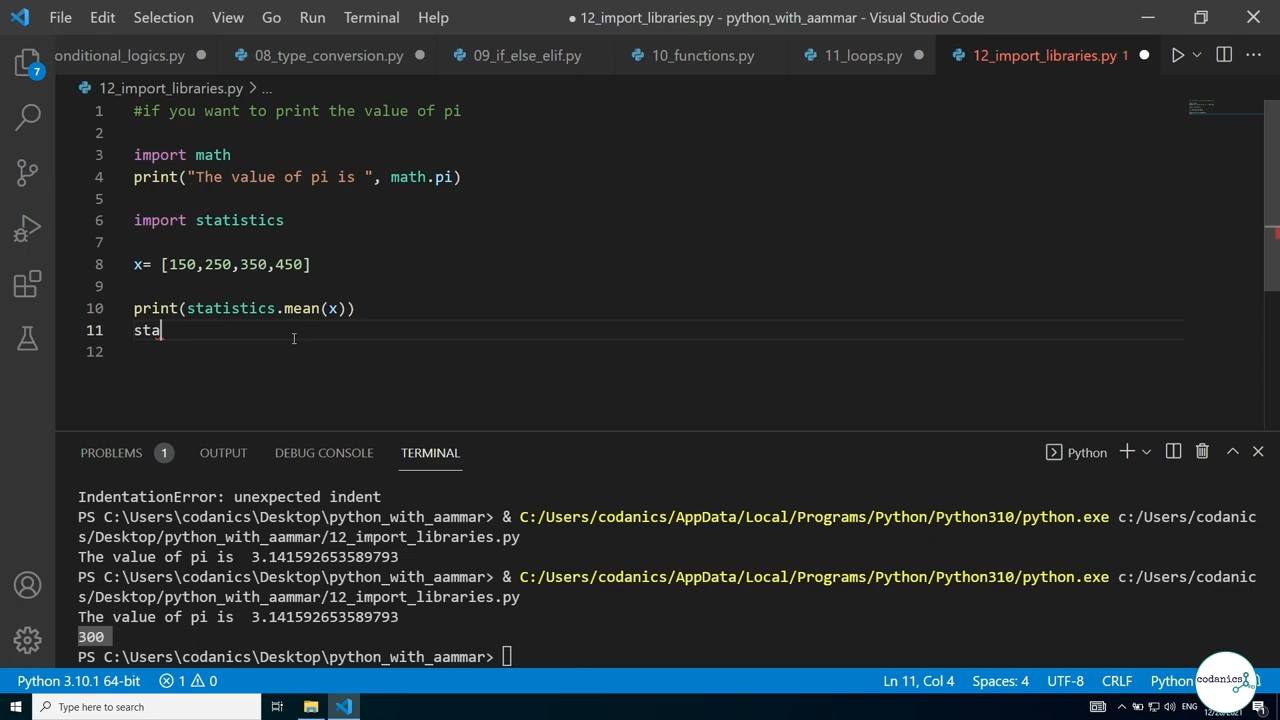 File Edit Selection View Go Run Terminal Help
● 12_import_libraries.py - python_with_aammar - Visual Studio Code
onditional_logics.py 08_type_conversion.py 09_if_else_elif.py 10_functions.py 11_loops.py 12_import_libraries.py 1
7
12_import_libraries.py > ...
1 #if you want to print the value of pi
2
3 import math
4 print("The value of pi is ", math.pi)
5
6 import statistics
7
8 x= [150,250,350,450]
9
10 print(statistics.mean(x))
11 sta
12
PROBLEMS 1 OUTPUT DEBUG CONSOLE TERMINAL Python
IndentationError: unexpected indent
PS C:\Users\codanics\Desktop\python_with_aammar> & C:/Users/codanics/AppData/Local/Programs/Python/Python310/python.exe c:/Users/codanic
s/Desktop/python_with_aammar/12_import_libraries.py
The value of pi is  3.141592653589793
PS C:\Users\codanics\Desktop\python_with_aammar> & C:/Users/codanics/AppData/Local/Programs/Python/Python310/python.exe c:/Users/codanic
s/Desktop/python_with_aammar/12_import_libraries.py
The value of pi is  3.141592653589793
300
PS C:\Users\codanics\Desktop\python_with_aammar>
Python 3.10.1 64-bit 1 0 Ln 11, Col 4 Spaces: 4 UTF-8 CRLF Python
codanics
Type here to search ENG